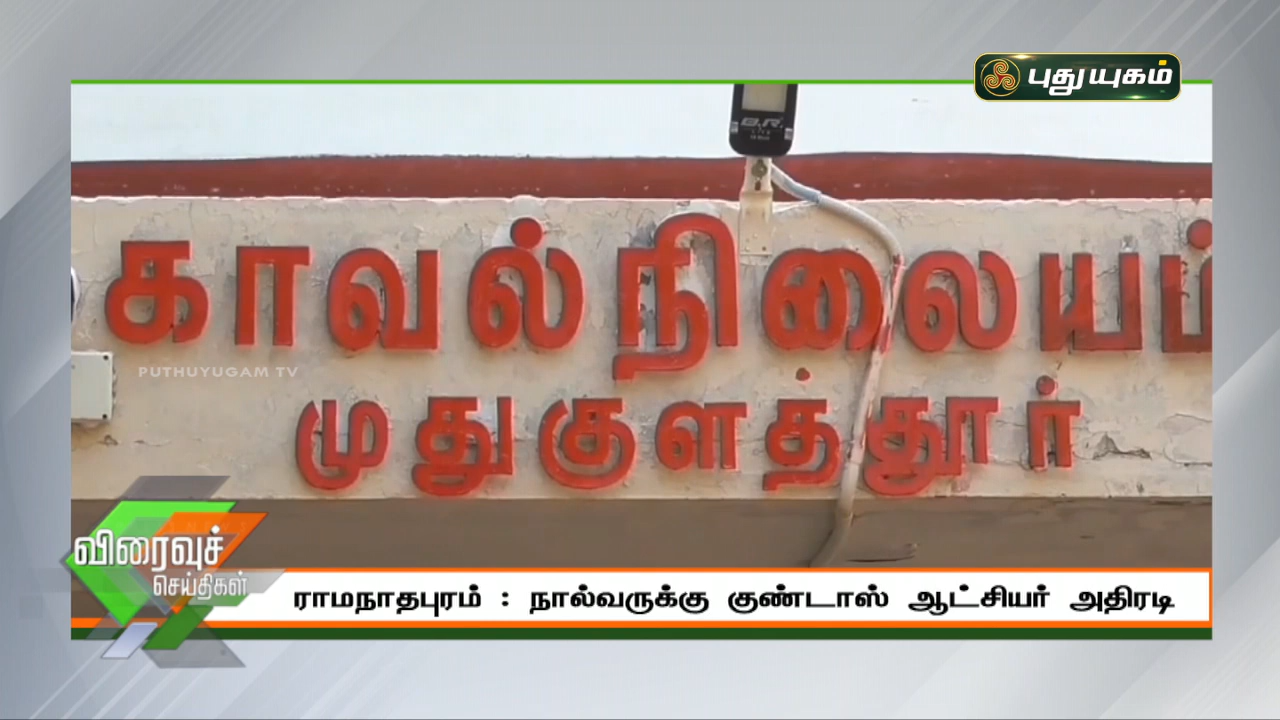 புதுயுகம்
B.R.
காவல் நிலையம்
PUTHUYUGAM TV
முதுகுளத்தூர்
விரைவுச்
செய்திகள்
ராமநாதபுரம் : நால்வருக்கு குண்டாஸ் ஆட்சியர் அதிரடி